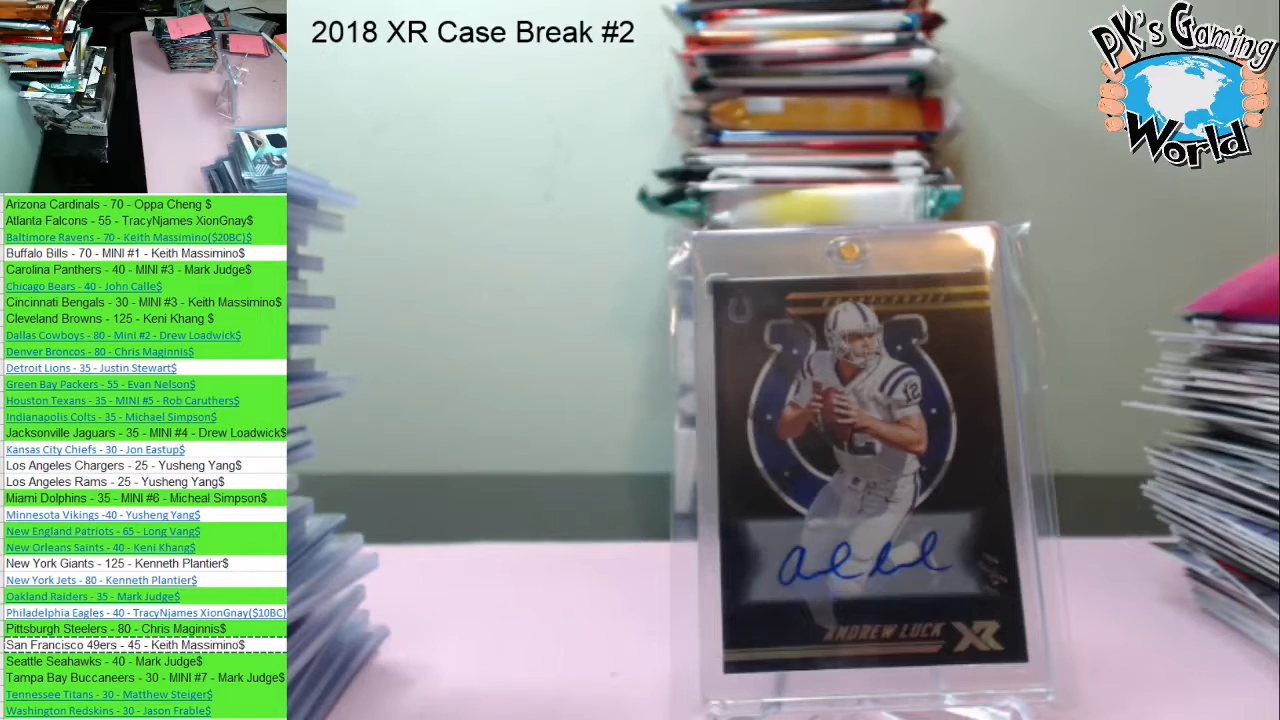 2018 XR Case Break #2
PK's Gaming
World
Arizona Cardinals - 70 - Oppa Cheng $
Atlanta Falcons - 55 - TracyNjames XionGnay$
Baltimore Ravens - 70 - Keith Massimino($20BC)$
Buffalo Bills - 70 - MINI #1 - Keith Massimino$
Carolina Panthers - 40 - MINI #3 - Mark Judge$
Chicago Bears - 40 - John Calle$
Cincinnati Bengals - 30 - MINI #3 - Keith Massimino$
Cleveland Browns - 125 - Keni Khang $
Dallas Cowboys - 80 - Mini #2 - Drew Loadwick$
Denver Broncos - 80 - Chris Maginnis$
Detroit Lions - 35 - Justin Stewart$
Green Bay Packers - 55 - Evan Nelson$
Houston Texans - 35 - MINI #5 - Rob Caruthers$
Indianapolis Colts - 35 - Michael Simpson$
Jacksonville Jaguars - 35 - MINI #4 - Drew Loadwick$
Kansas City Chiefs - 30 - Jon Eastup$
Los Angeles Chargers - 25 - Yusheng Yang$
Los Angeles Rams - 25 - Yusheng Yang$
Miami Dolphins - 35 - MINI #6 - Micheal Simpson$
Minnesota Vikings -40 - Yusheng Yang$
New England Patriots - 65 - Long Vang$
New Orleans Saints - 40 - Keni Khang$
New York Giants - 125 - Kenneth Plantier$
New York Jets - 80 - Kenneth Plantier$
Oakland Raiders - 35 - Mark Judge$
Philadelphia Eagles - 40 - TracyNjames XionGnay($10BC)
Pittsburgh Steelers - 80 - Chris Maginnis$
San Francisco 49ers - 45 - Keith Massimino$
Seattle Seahawks - 40 - Mark Judge$
Tampa Bay Buccaneers - 30 - MINI #7 - Mark Judge$
Tennessee Titans - 30 - Matthew Steiger$
Washington Redskins - 30 - Jason Frable$
12
12
ANDREW LUCK XR